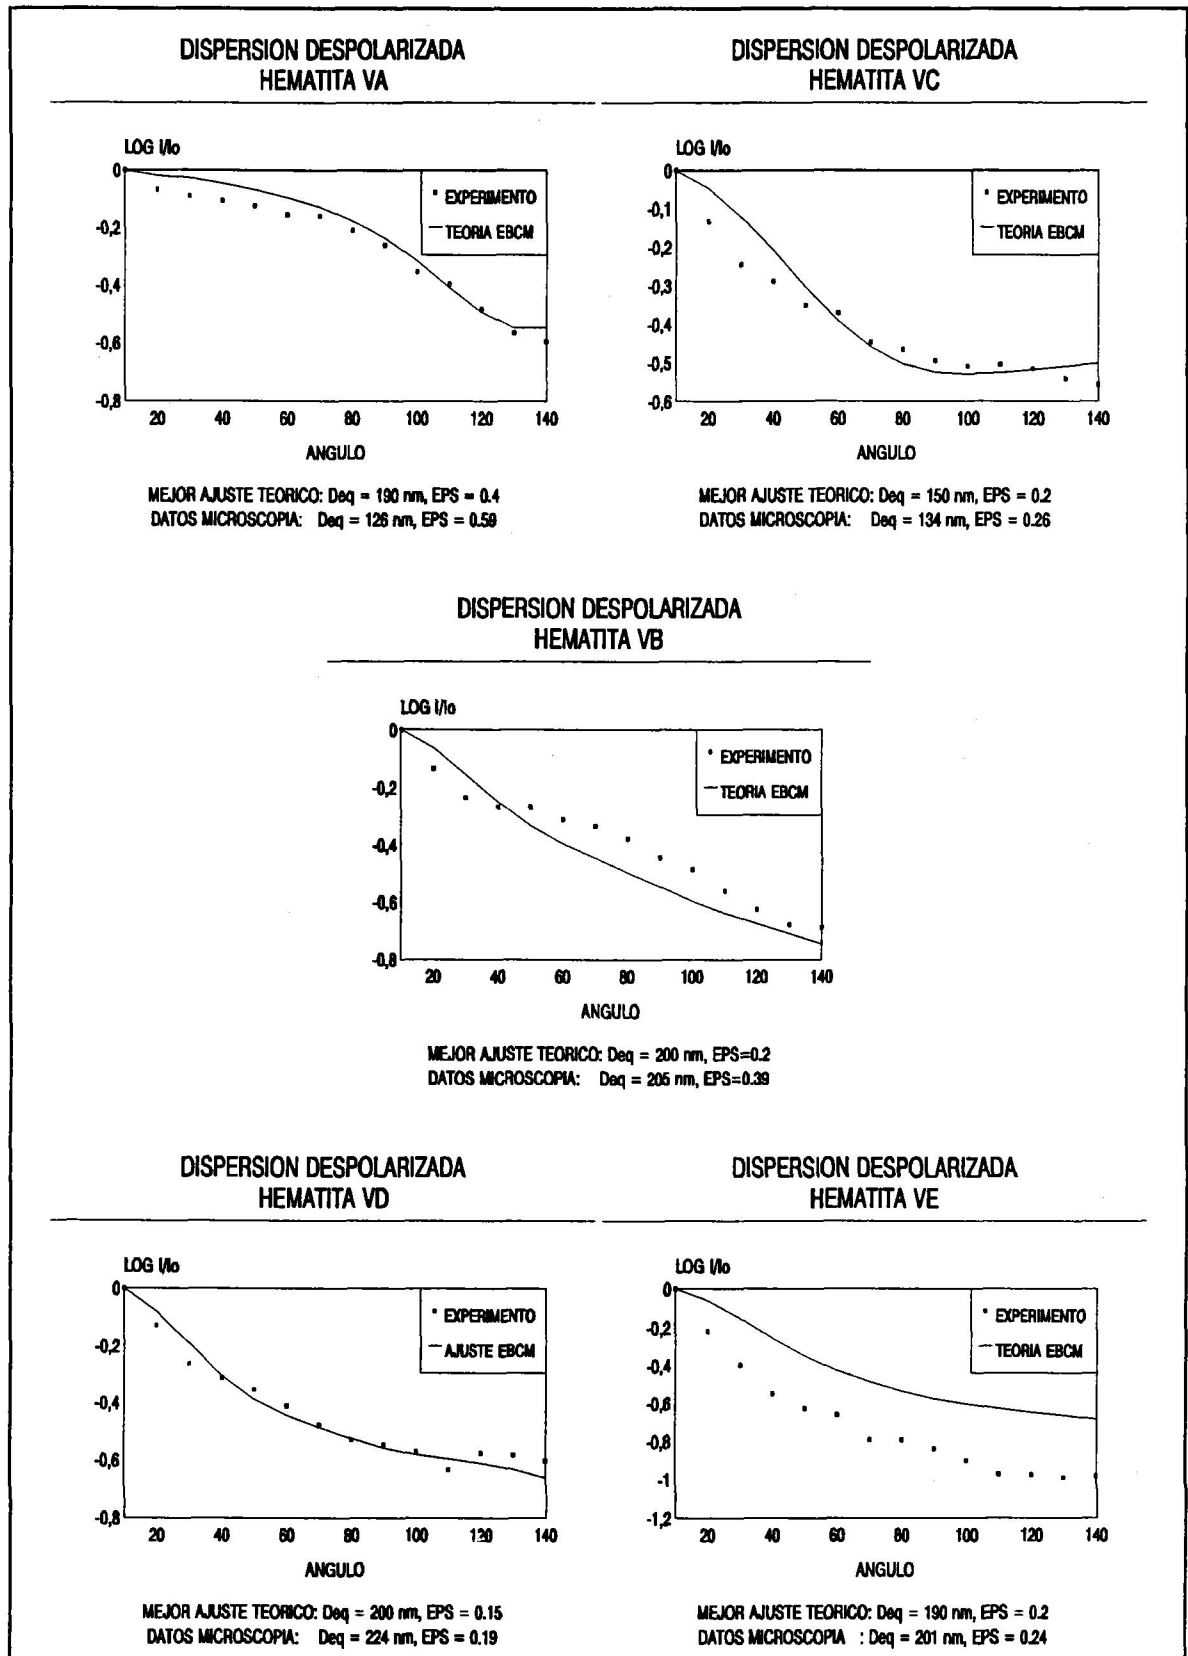 DISPERSION DESPOLARIZADA
HEMATITA VA
LOG I/Io
0
-0,2
-0,4
-0,6
-0,8
EXPERIMENTO
TEORIA EBCM
20 40 60 80 100 120 140
ANGULO
MEJOR AJUSTE TEORICO: Deq = 190 nm, EPS = 0.4
DATOS MICROSCOPIA: Deq = 126 nm, EPS = 0.59
DISPERSION DESPOLARIZADA
HEMATITA VC
LOG I/Io
0
-0,1
-0,2
-0,3
-0,4
-0,5
-0,6
EXPERIMENTO
TEORIA EBCM
20 40 60 80 100 120 140
ANGULO
MEJOR AJUSTE TEORICO: Deq = 150 nm, EPS = 0.2
DATOS MICROSCOPIA: Deq = 134 nm, EPS = 0.26
DISPERSION DESPOLARIZADA
HEMATITA VB
LOG I/Io
0
-0,2
-0,4
-0,6
-0,8
EXPERIMENTO
TEORIA EBCM
20 40 60 80 100 120 140
ANGULO
MEJOR AJUSTE TEORICO: Deq = 200 nm, EPS=0.2
DATOS MICROSCOPIA: Deq = 205 nm, EPS=0.39
DISPERSION DESPOLARIZADA
HEMATITA VD
LOG I/Io
0
-0,2
-0,4
-0,6
-0,8
EXPERIMENTO
AJUSTE EBCM
20 40 60 80 100 120 140
ANGULO
MEJOR AJUSTE TEORICO: Deq = 200 nm, EPS = 0.15
DATOS MICROSCOPIA: Deq = 224 nm, EPS = 0.19
DISPERSION DESPOLARIZADA
HEMATITA VE
LOG I/Io
0
-0,2
-0,4
-0,6
-0,8
-1
-1,2
EXPERIMENTO
TEORIA EBCM
20 40 60 80 100 120 140
ANGULO
MEJOR AJUSTE TEORICO: Deq = 190 nm, EPS = 0.2
DATOS MICROSCOPIA : Deq = 201 nm, EPS = 0.24